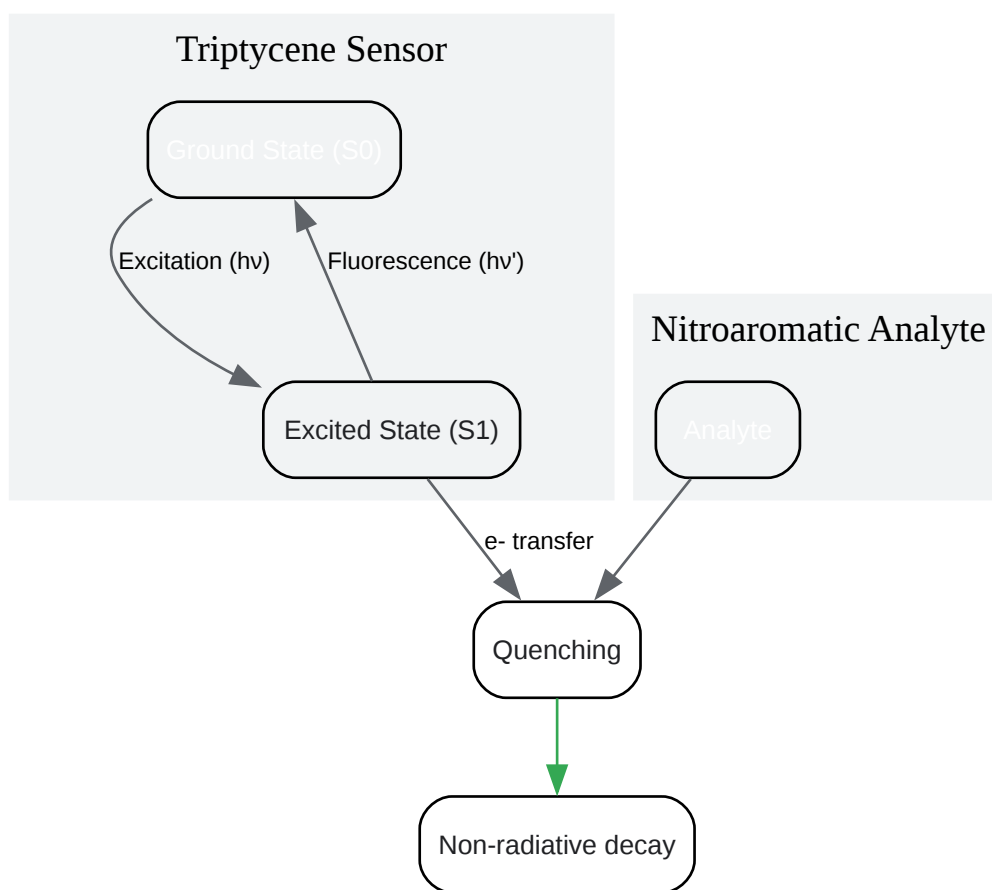 Triptycene Sensor
Ground State (S0)
Excitation (hν)
Fluorescence (hν')
Nitroaromatic Analyte
Excited State (S1)
Analyte
e- transfer
Quenching
Non-radiative decay